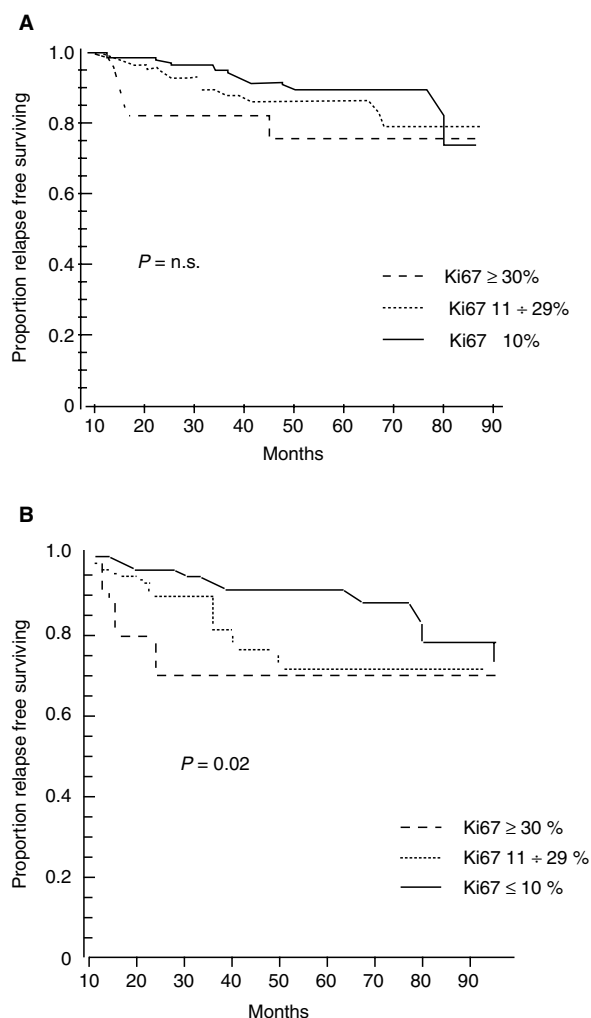 A
Proportion relapse free surviving
1.0
0.8
0.6
0.4
0.2
0
P = n.s.
Ki67 ≥ 30%
Ki67 11 ÷ 29%
Ki67 10%
10 20 30 40 50 60 70 80 90
Months
B
Proportion relapse free surviving
1.0
0.8
0.6
0.4
0.2
0
P = 0.02
Ki67 ≥ 30 %
Ki67 11 ÷ 29 %
Ki67 ≤ 10 %
10 20 30 40 50 60 70 80 90
Months